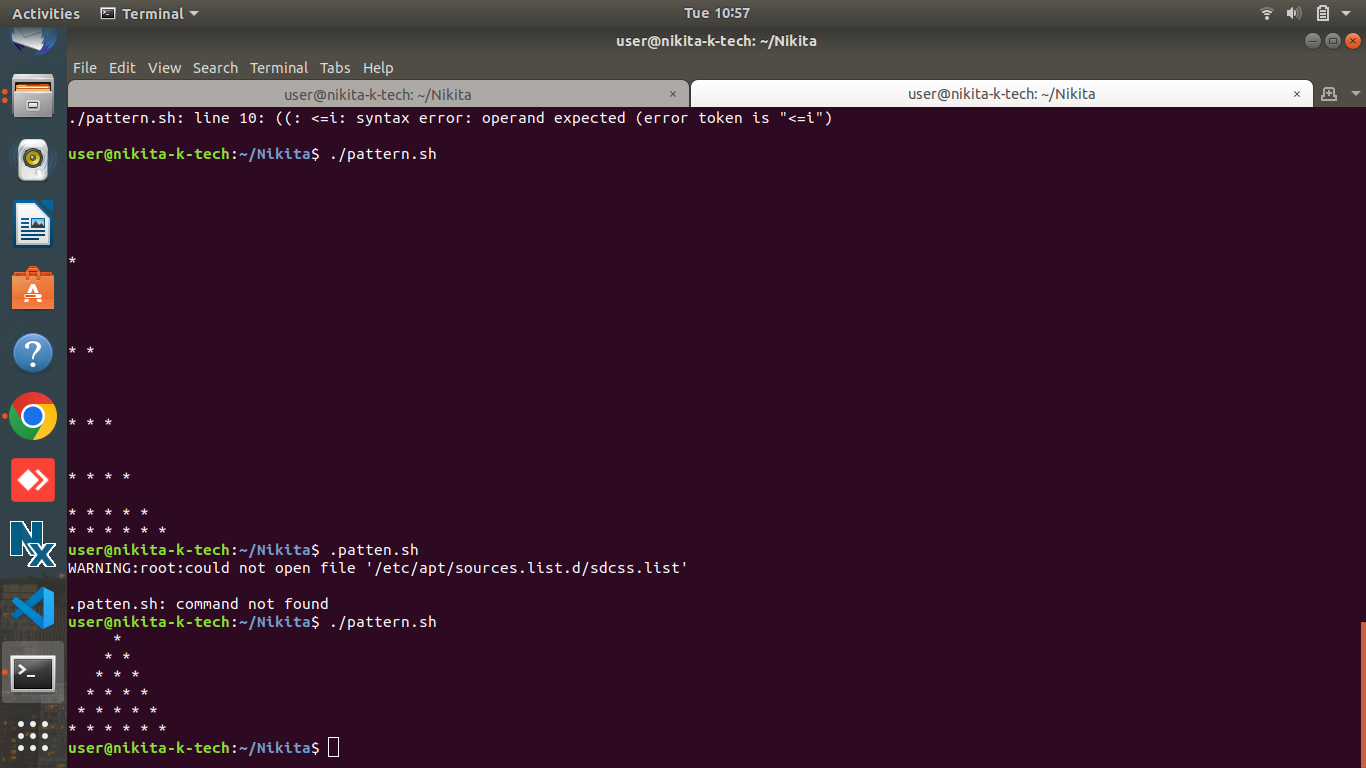 Activities Terminal Tue 10:57
user@nikita-k-tech: ~/Nikita
File Edit View Search Terminal Tabs Help
user@nikita-k-tech: ~/Nikita × user@nikita-k-tech: ~/Nikita ×
./pattern.sh: line 10: ((: <=i: syntax error: operand expected (error token is "<=i")
user@nikita-k-tech:~/Nikita$ ./pattern.sh
*
* *
* * *
* * * *
* * * * *
* * * * * *
user@nikita-k-tech:~/Nikita$ .patten.sh
WARNING:root:could not open file '/etc/apt/sources.list.d/sdcss.list'
.patten.sh: command not found
user@nikita-k-tech:~/Nikita$ ./pattern.sh
     *
    * *
   * * *
  * * * *
 * * * * *
* * * * * *
user@nikita-k-tech:~/Nikita$